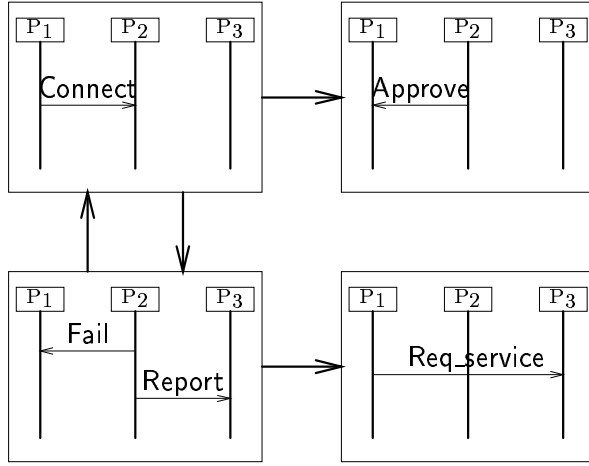 P1 P2 P3
Connect
P1 P2 P3
Approve
P1 P2 P3
Fail
Report
P1 P2 P3
Req_service